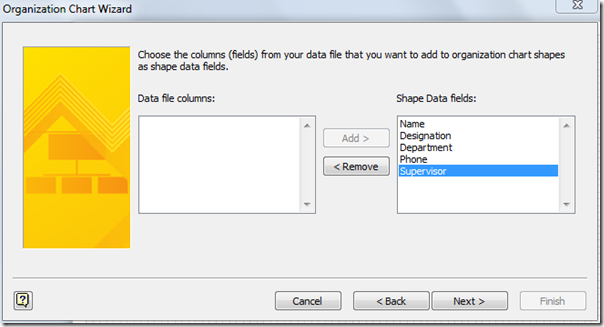 Organization Chart Wizard
Choose the columns (fields) from your data file that you want to add to organization chart shapes
as shape data fields.
Data file columns:
Shape Data fields:
Add >
< Remove
Name
Designation
Department
Phone
Supervisor
Cancel
< Back
Next >
Finish